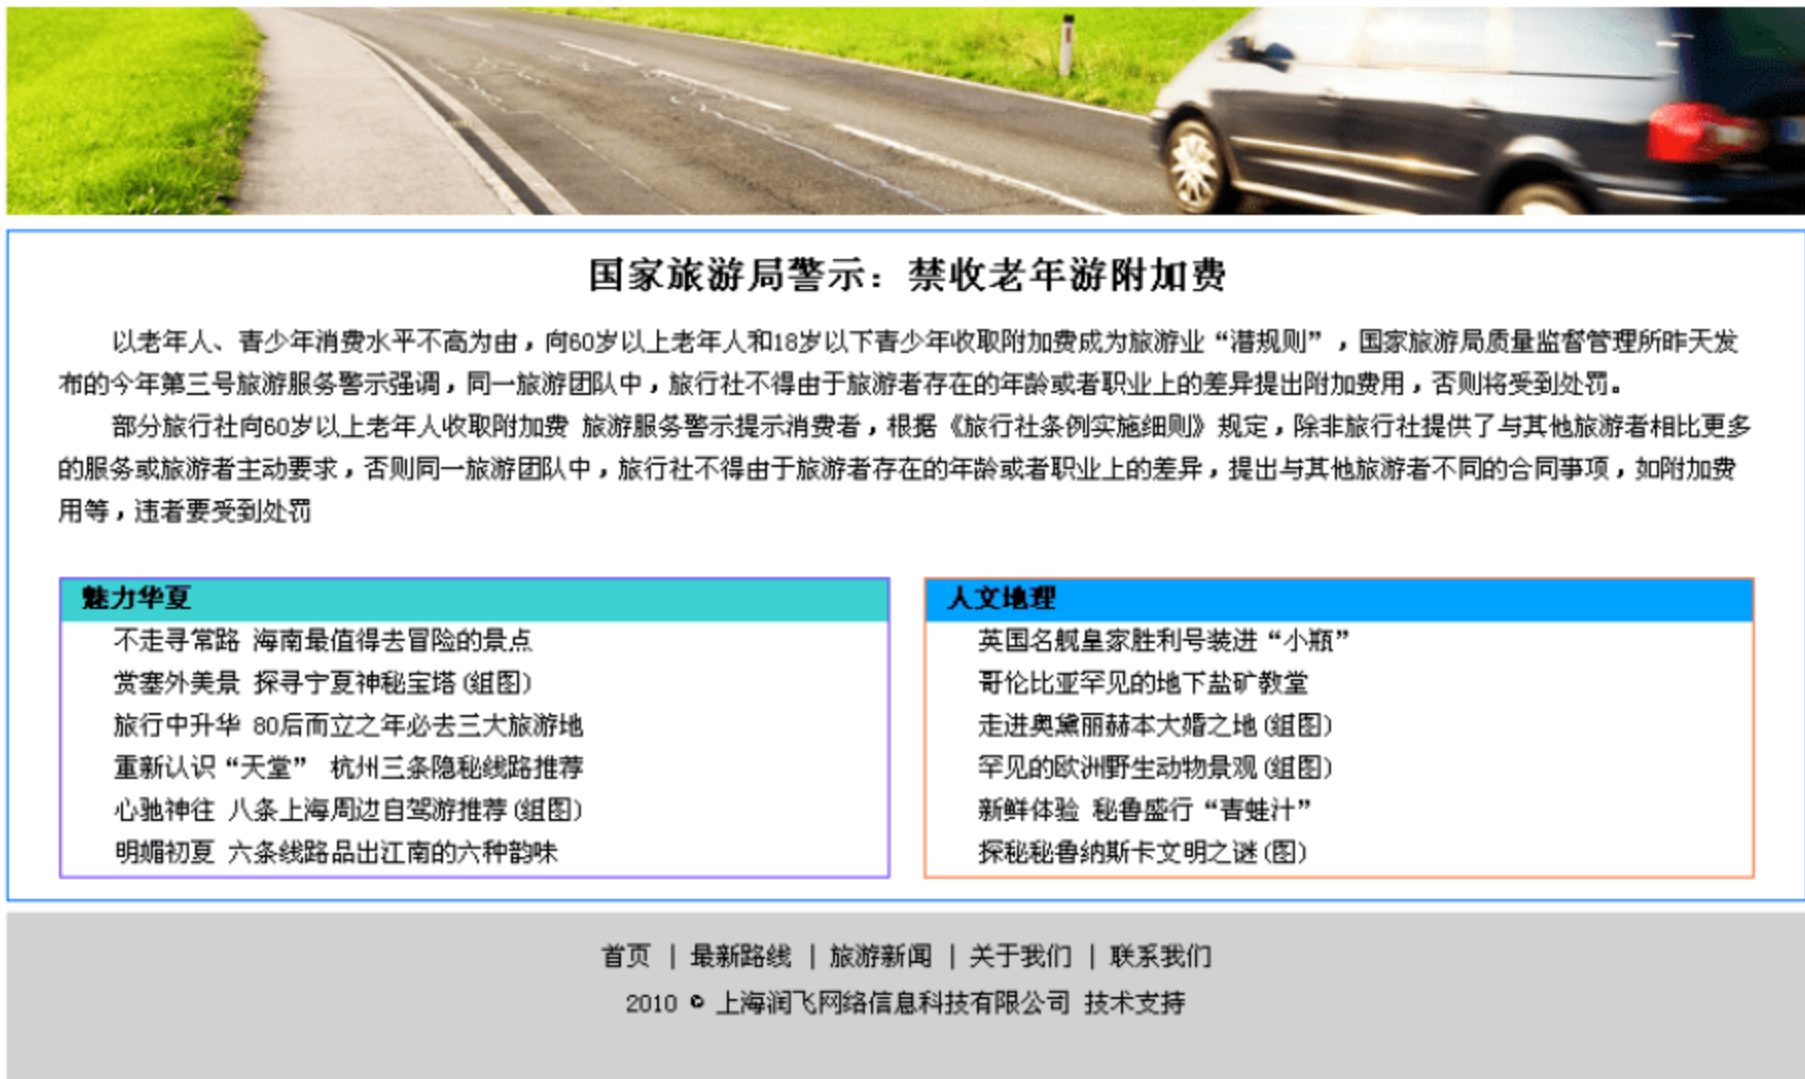 国家旅游局警示：禁收老年游附加费
以老年人、青少年消费水平不高为由，向60岁以上老年人和18岁以下青少年收取附加费成为旅游业“潜规则”，国家旅游局质量监督管理所昨天发
布的今年第三号旅游服务警示强调，同一旅游团队中，旅行社不得由于旅游者存在的年龄或者职业上的差异提出附加费用，否则将受到处罚。
部分旅行社向60岁以上老年人收取附加费 旅游服务警示提示消费者，根据《旅行社条例实施细则》规定，除非旅行社提供了与其他旅游者相比更多
的服务或旅游者主动要求，否则同一旅游团队中，旅行社不得由于旅游者存在的年龄或者职业上的差异，提出与其他旅游者不同的合同事项，如附加费
用等，违者要受到处罚
魅力华夏
不走寻常路 海南最值得去冒险的景点
赏塞外美景 探寻宁夏神秘宝塔(组图)
旅行中升华 80后而立之年必去三大旅游地
重新认识“天堂” 杭州三条隐秘线路推荐
心驰神往 八条上海周边自驾游推荐(组图)
明媚初夏 六条线路品出江南的六种韵味
人文地理
英国名舰皇家胜利号装进“小瓶”
哥伦比亚罕见的地下盐矿教堂
走进奥黛丽赫本大婚之地(组图)
罕见的欧洲野生动物景观(组图)
新鲜体验 秘鲁盛行“青蛙汁”
探秘秘鲁纳斯卡文明之谜(图)
首页 | 最新路线 | 旅游新闻 | 关于我们 | 联系我们
2010 © 上海润飞网络信息科技有限公司 技术支持